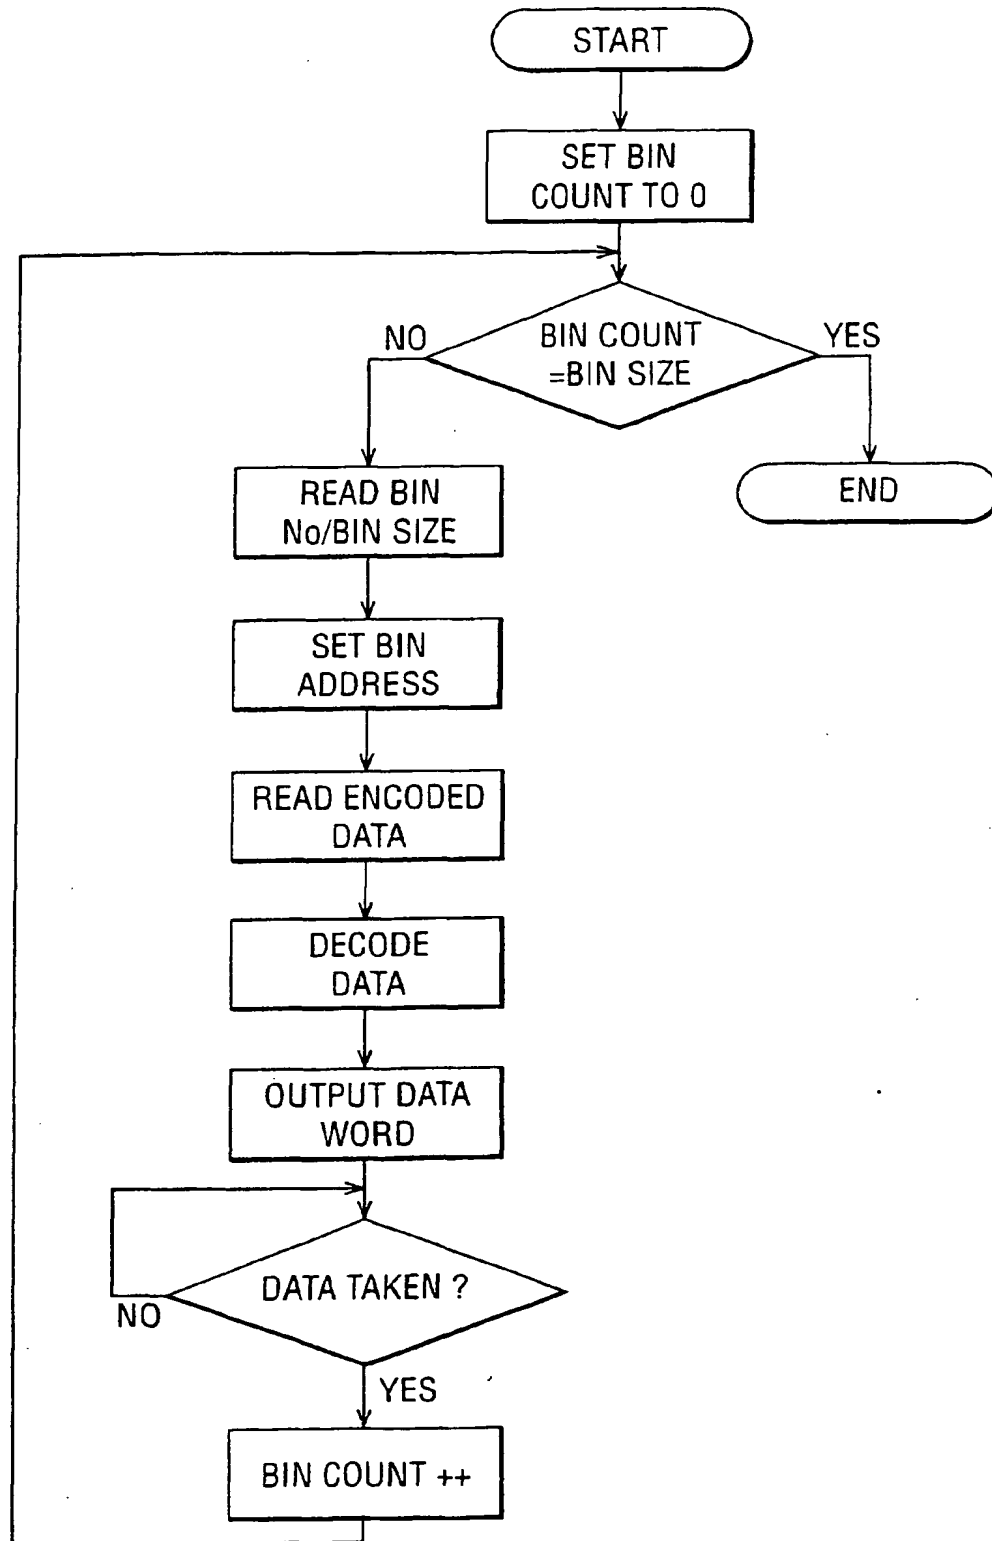 START
SET BIN
COUNT TO 0
BIN COUNT
=BIN SIZE
NO
YES
READ BIN
No/BIN SIZE
END
SET BIN
ADDRESS
READ ENCODED
DATA
DECODE
DATA
OUTPUT DATA
WORD
DATA TAKEN ?
NO
YES
BIN COUNT ++